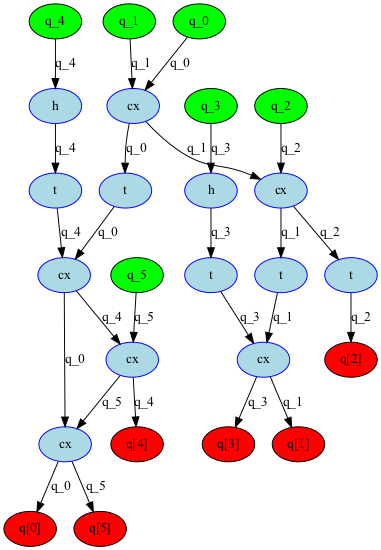 q_4 q_1 q_0
q_4 q_1 q_0
h cx q_3 q_2
q_4 q_0 q_1 q_3 q_2
t t h cx
q_4 q_0 q_3 q_1 q_2
cx q_5 t t t
q_4 q_5 q_3 q_1 q_2
q_0 cx cx q[2]
q_5 q_4 q_3 q_1
cx q[4] q[3] q[1]
q_0 q_5
q[0] q[5]